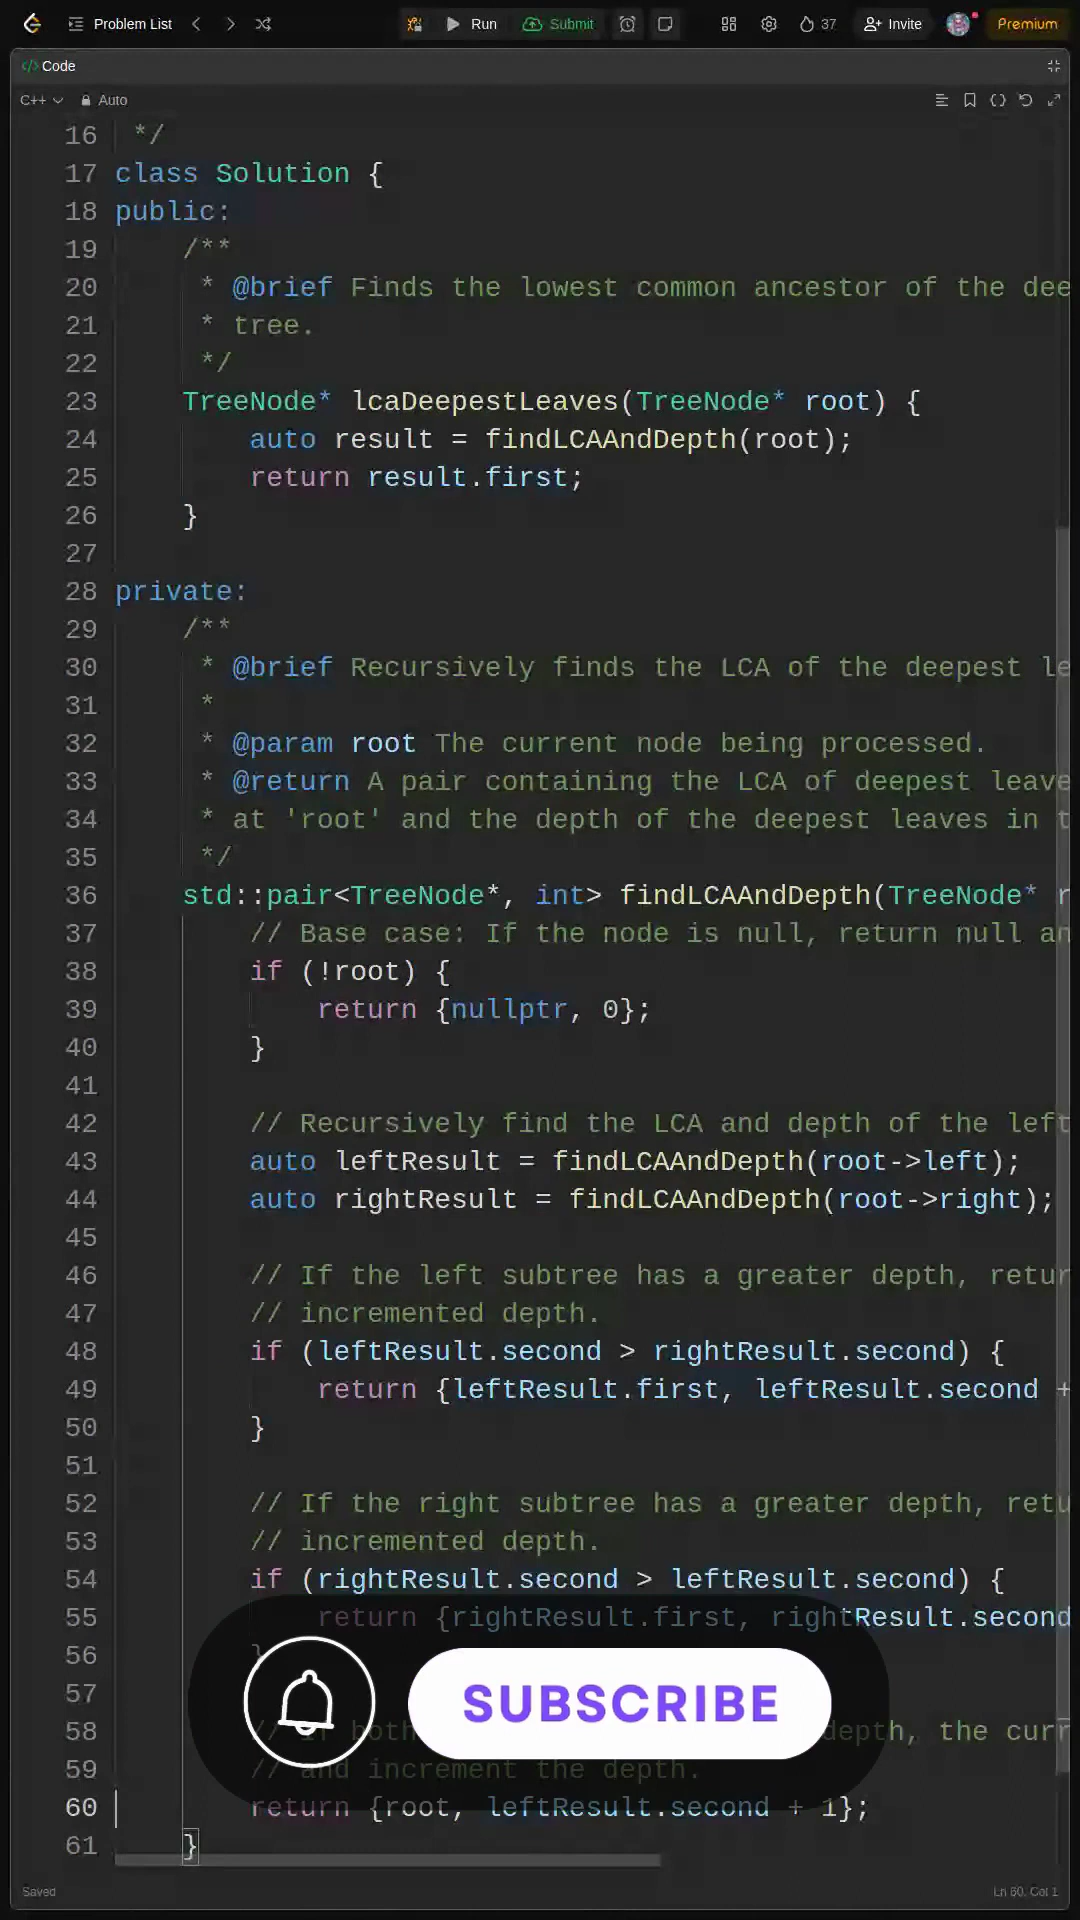 Problem List
Run
Submit
37
Invite
Premium
</> Code
C++
Auto
16 */
17 class Solution {
18 public:
19 /**
20 * @brief Finds the lowest common ancestor of the dee
21 * tree.
22 */
23 TreeNode* lcaDeepestLeaves(TreeNode* root) {
24 auto result = findLCAAndDepth(root);
25 return result.first;
26 }
27
28 private:
29 /**
30 * @brief Recursively finds the LCA of the deepest le
31 *
32 * @param root The current node being processed.
33 * @return A pair containing the LCA of deepest leave
34 * at 'root' and the depth of the deepest leaves in t
35 */
36 std::pair<TreeNode*, int> findLCAAndDepth(TreeNode* r
37 // Base case: If the node is null, return null an
38 if (!root) {
39 return {nullptr, 0};
40 }
41
42 // Recursively find the LCA and depth of the left
43 auto leftResult = findLCAAndDepth(root->left);
44 auto rightResult = findLCAAndDepth(root->right);
45
46 // If the left subtree has a greater depth, retur
47 // incremented depth.
48 if (leftResult.second > rightResult.second) {
49 return {leftResult.first, leftResult.second +
50 }
51
52 // If the right subtree has a greater depth, retu
53 // incremented depth.
54 if (rightResult.second > leftResult.second) {
55 return {rightResult.first, rightResult.second
56 }
57
SUBSCRIBE
58 // If both depth, the curr
59 // and increment the depth.
60 return {root, leftResult.second + 1};
61 }
Saved
Ln 60, Col 1